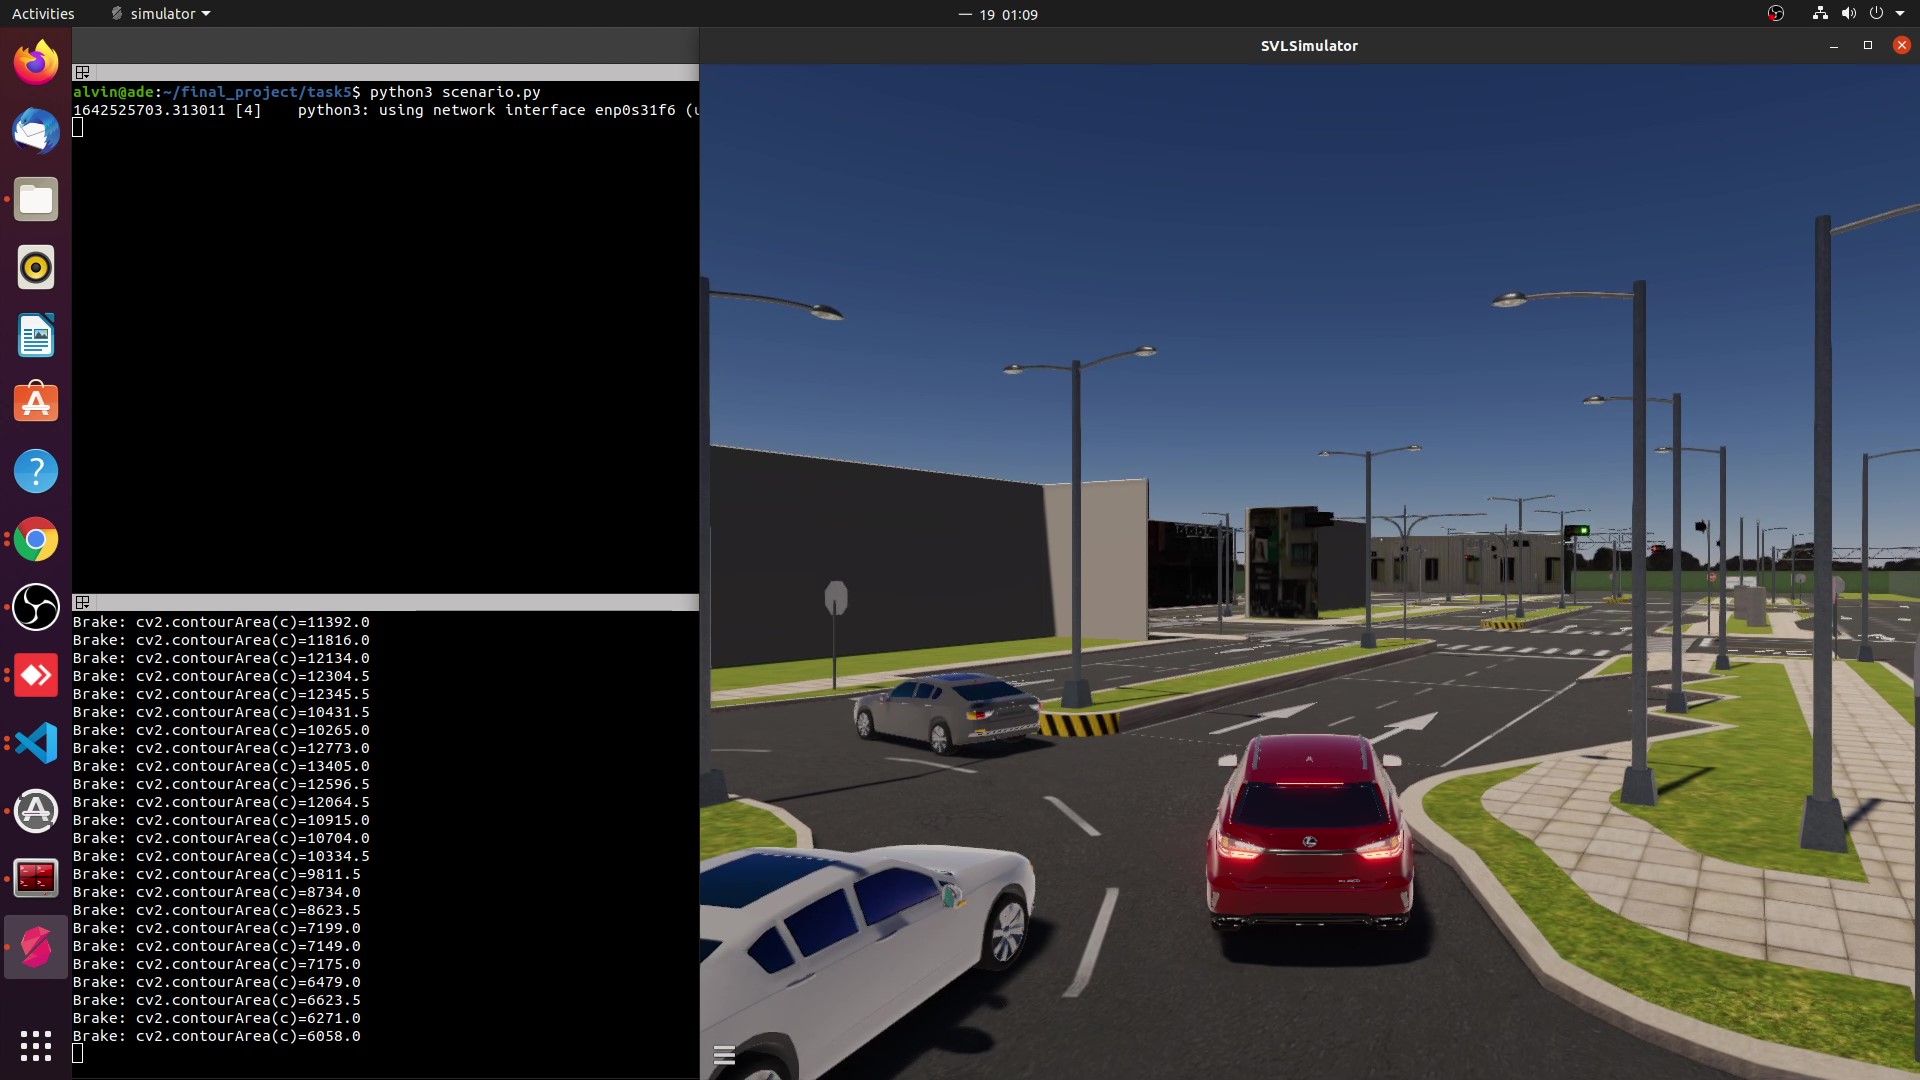 Activities
simulator
一 19 01:09
SVLSimulator
alvin@ade:~/final_project/task5$ python3 scenario.py
1642525703.313011 [4]    python3: using network interface enp0s31f6 (u
Brake: cv2.contourArea(c)=11392.0
Brake: cv2.contourArea(c)=11816.0
Brake: cv2.contourArea(c)=12134.0
Brake: cv2.contourArea(c)=12304.5
Brake: cv2.contourArea(c)=12345.5
Brake: cv2.contourArea(c)=10431.5
Brake: cv2.contourArea(c)=10265.0
Brake: cv2.contourArea(c)=12773.0
Brake: cv2.contourArea(c)=13405.0
Brake: cv2.contourArea(c)=12596.5
Brake: cv2.contourArea(c)=12064.5
Brake: cv2.contourArea(c)=10915.0
Brake: cv2.contourArea(c)=10704.0
Brake: cv2.contourArea(c)=10334.5
Brake: cv2.contourArea(c)=9811.5
Brake: cv2.contourArea(c)=8734.0
Brake: cv2.contourArea(c)=8623.5
Brake: cv2.contourArea(c)=7199.0
Brake: cv2.contourArea(c)=7149.0
Brake: cv2.contourArea(c)=7175.0
Brake: cv2.contourArea(c)=6479.0
Brake: cv2.contourArea(c)=6623.5
Brake: cv2.contourArea(c)=6271.0
Brake: cv2.contourArea(c)=6058.0